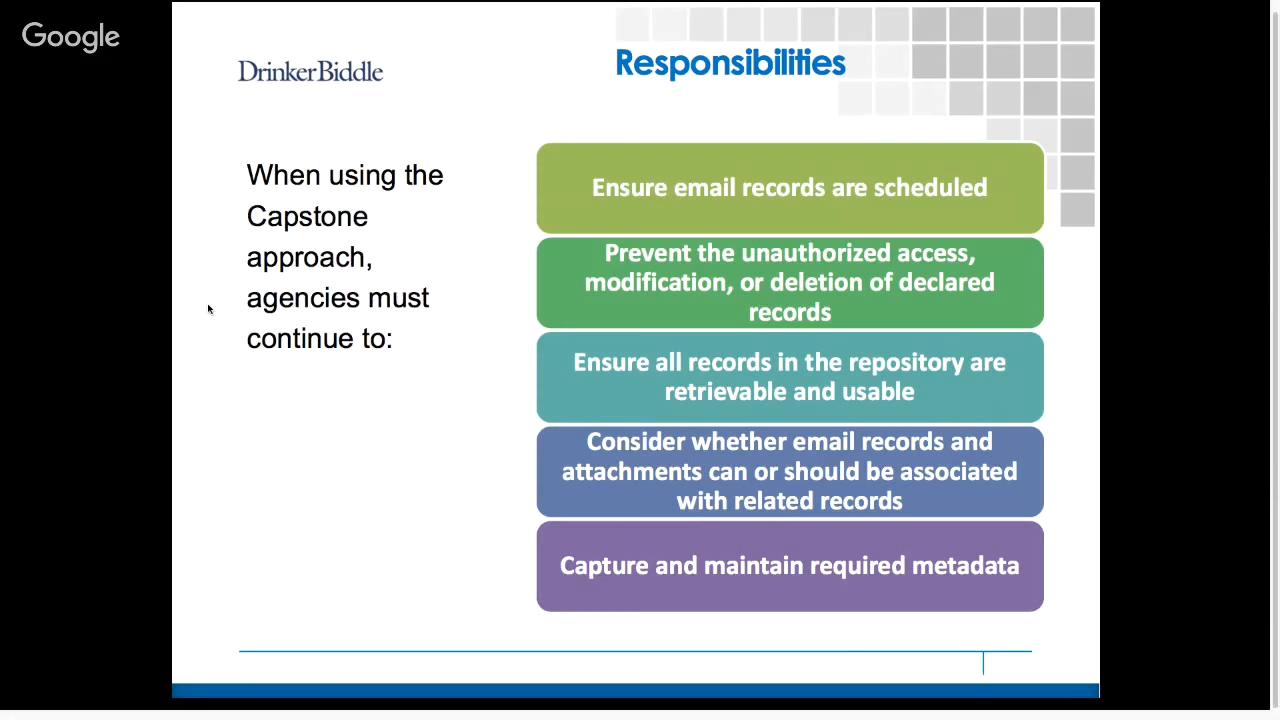 Google
DrinkerBiddle
Responsibilities
When using the
Capstone
approach,
agencies must
continue to:
Ensure email records are scheduled
Prevent the unauthorized access,
modification, or deletion of declared
records
Ensure all records in the repository are
retrievable and usable
Consider whether email records and
attachments can or should be associated
with related records
Capture and maintain required metadata